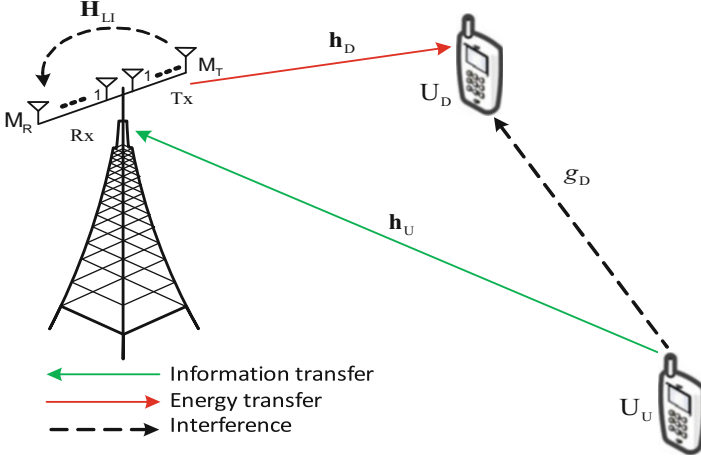 H_LI
h_D
1
1
M_T
M_R
Rx
Tx
U_D
g_D
h_U
U_U
Information transfer
Energy transfer
Interference